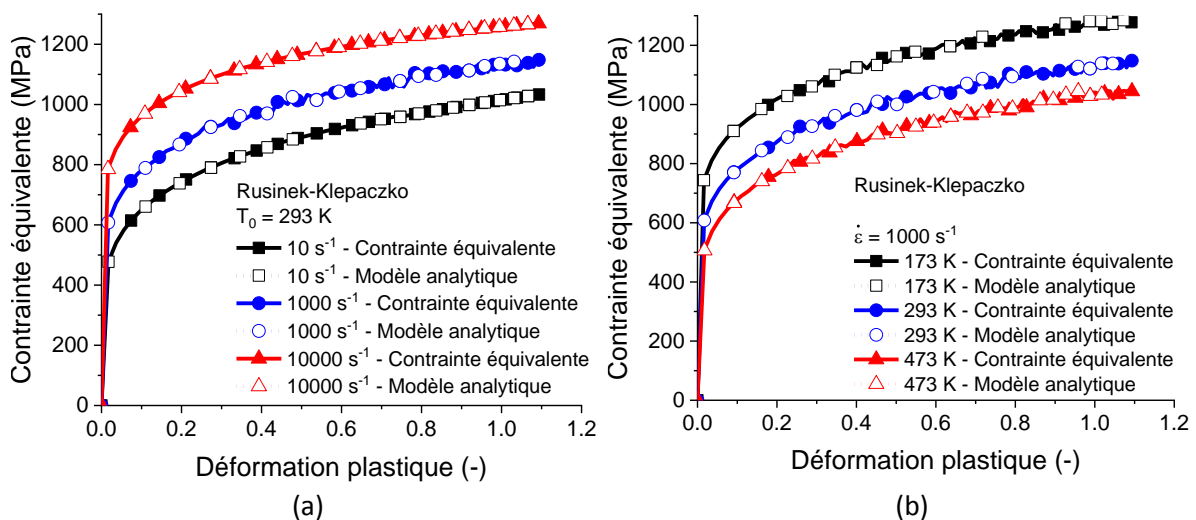 Contrainte équivalente (MPa)
1200
1000
800
600
400
200
0
Rusinek-Klepaczko
T0 = 293 K
10 s-1 - Contrainte équivalente
10 s-1 - Modèle analytique
1000 s-1 - Contrainte équivalente
1000 s-1 - Modèle analytique
10000 s-1 - Contrainte équivalente
10000 s-1 - Modèle analytique
0.0 0.2 0.4 0.6 0.8 1.0 1.2
Déformation plastique (-)
(a)
Contrainte équivalente (MPa)
1200
1000
800
600
400
200
0
Rusinek-Klepaczko
ε̇ = 1000 s-1
173 K - Contrainte équivalente
173 K - Modèle analytique
293 K - Contrainte équivalente
293 K - Modèle analytique
473 K - Contrainte équivalente
473 K - Modèle analytique
0.0 0.2 0.4 0.6 0.8 1.0 1.2
Déformation plastique (-)
(b)